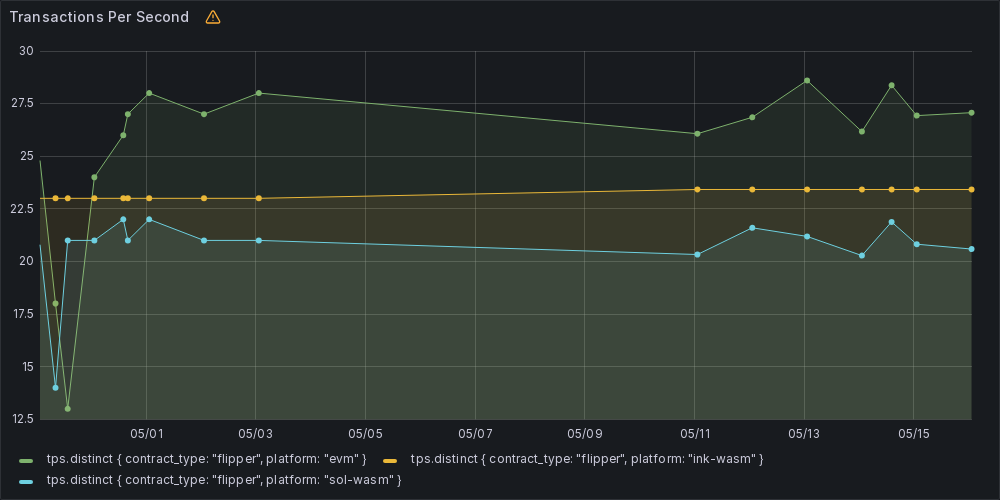 Transactions Per Second
30
27.5
25
22.5
20
17.5
15
12.5
05/01 05/03 05/05 05/07 05/09 05/11 05/13 05/15
tps.distinct { contract_type: "flipper", platform: "evm" } tps.distinct { contract_type: "flipper", platform: "ink-wasm" }
tps.distinct { contract_type: "flipper", platform: "sol-wasm" }